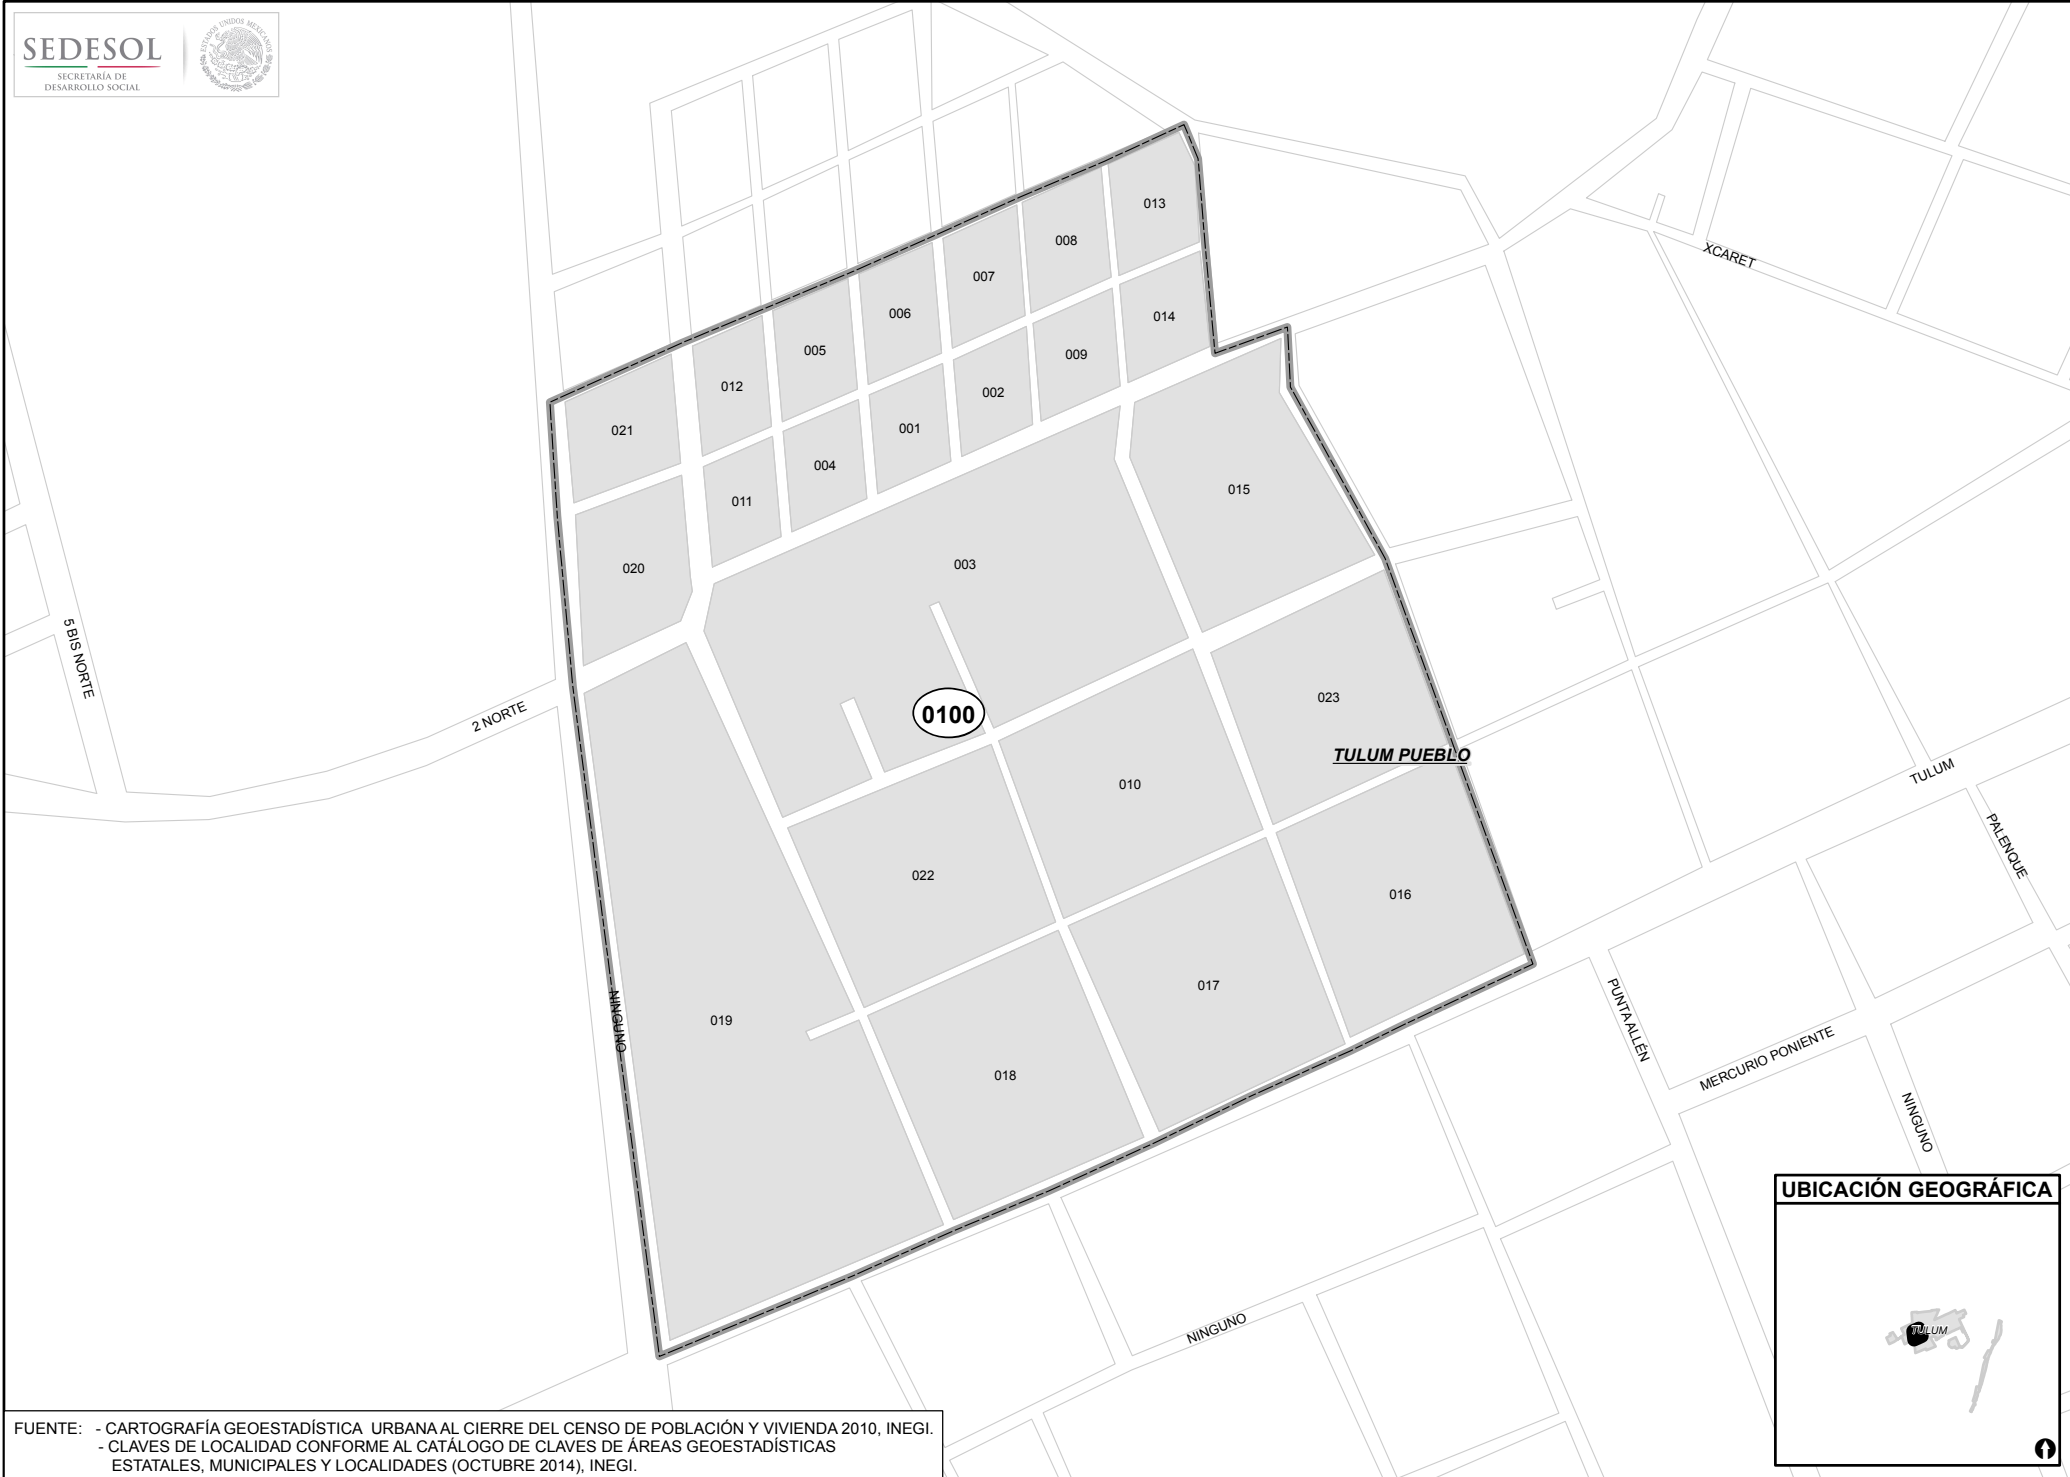 SEDESOL
SECRETARÍA DE
DESARROLLO SOCIAL
ESTADOS UNIDOS MEXICANOS
013
008
007
006
005
012
021
014
009
002
001
004
011
020
XCARET
015
003
5 BIS NORTE
2 NORTE
0100
023
TULUM PUEBLO
010
TULUM
PALENQUE
022
016
017
019
NINGUNO
018
PUNTA ALLÉN
MERCURIO PONIENTE
NINGUNO
NINGUNO
UBICACIÓN GEOGRÁFICA
TULUM
FUENTE: - CARTOGRAFÍA GEOESTADÍSTICA URBANA AL CIERRE DEL CENSO DE POBLACIÓN Y VIVIENDA 2010, INEGI.
- CLAVES DE LOCALIDAD CONFORME AL CATÁLOGO DE CLAVES DE ÁREAS GEOESTADÍSTICAS
ESTATALES, MUNICIPALES Y LOCALIDADES (OCTUBRE 2014), INEGI.